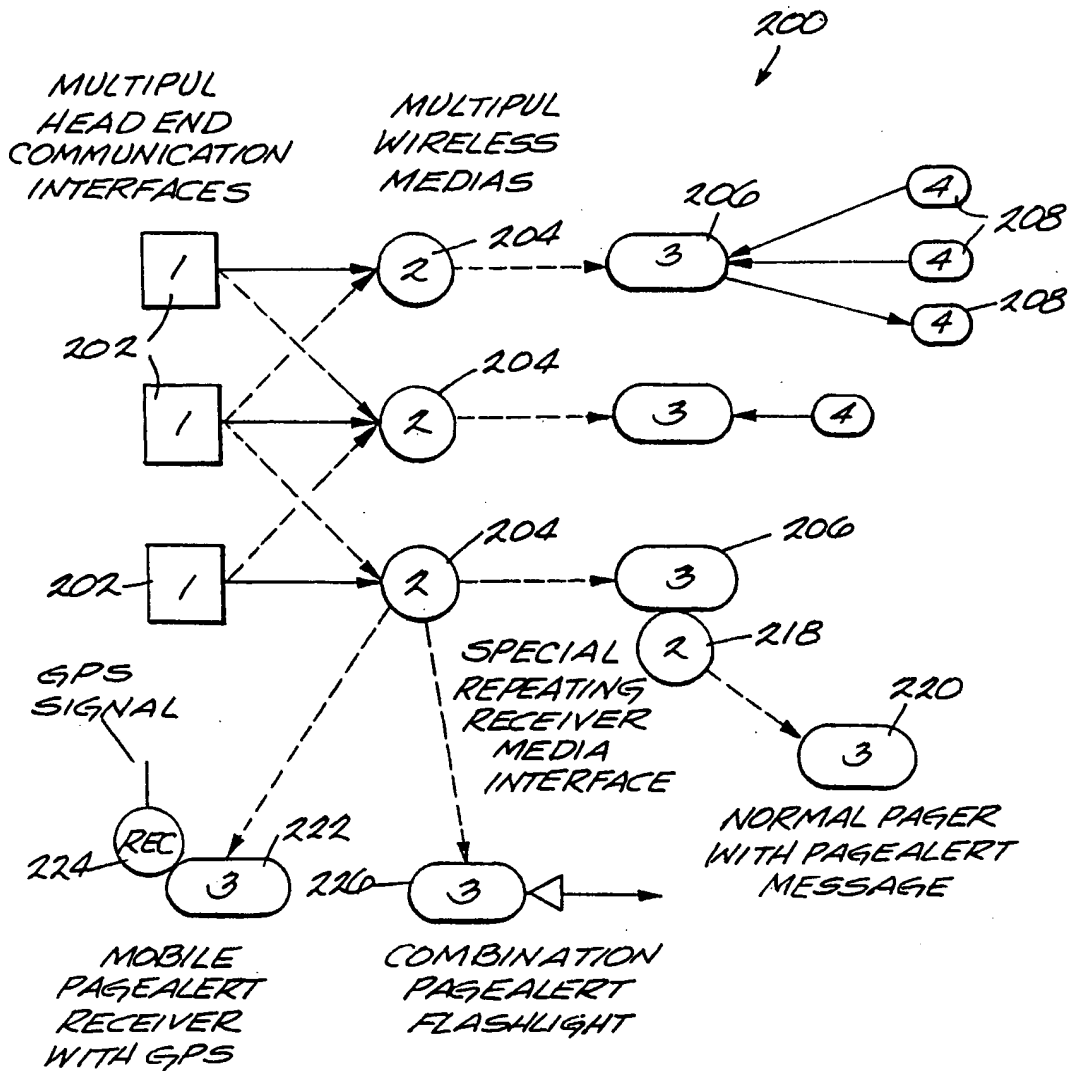 200
MULTIPUL
HEAD END
COMMUNICATION
INTERFACES
MULTIPUL
WIRELESS
MEDIAS
1
2
204
3
206
4
4
4
208
208
202
1
2
204
3
4
202
1
2
204
3
206
2
218
SPECIAL
REPEATING
RECEIVER
MEDIA
INTERFACE
3
220
NORMAL PAGER
WITH PAGEALERT
MESSAGE
GPS
SIGNAL
REC
224
3
222
MOBILE
PAGEALERT
RECEIVER
WITH GPS
226
3
COMBINATION
PAGEALERT
FLASHLIGHT